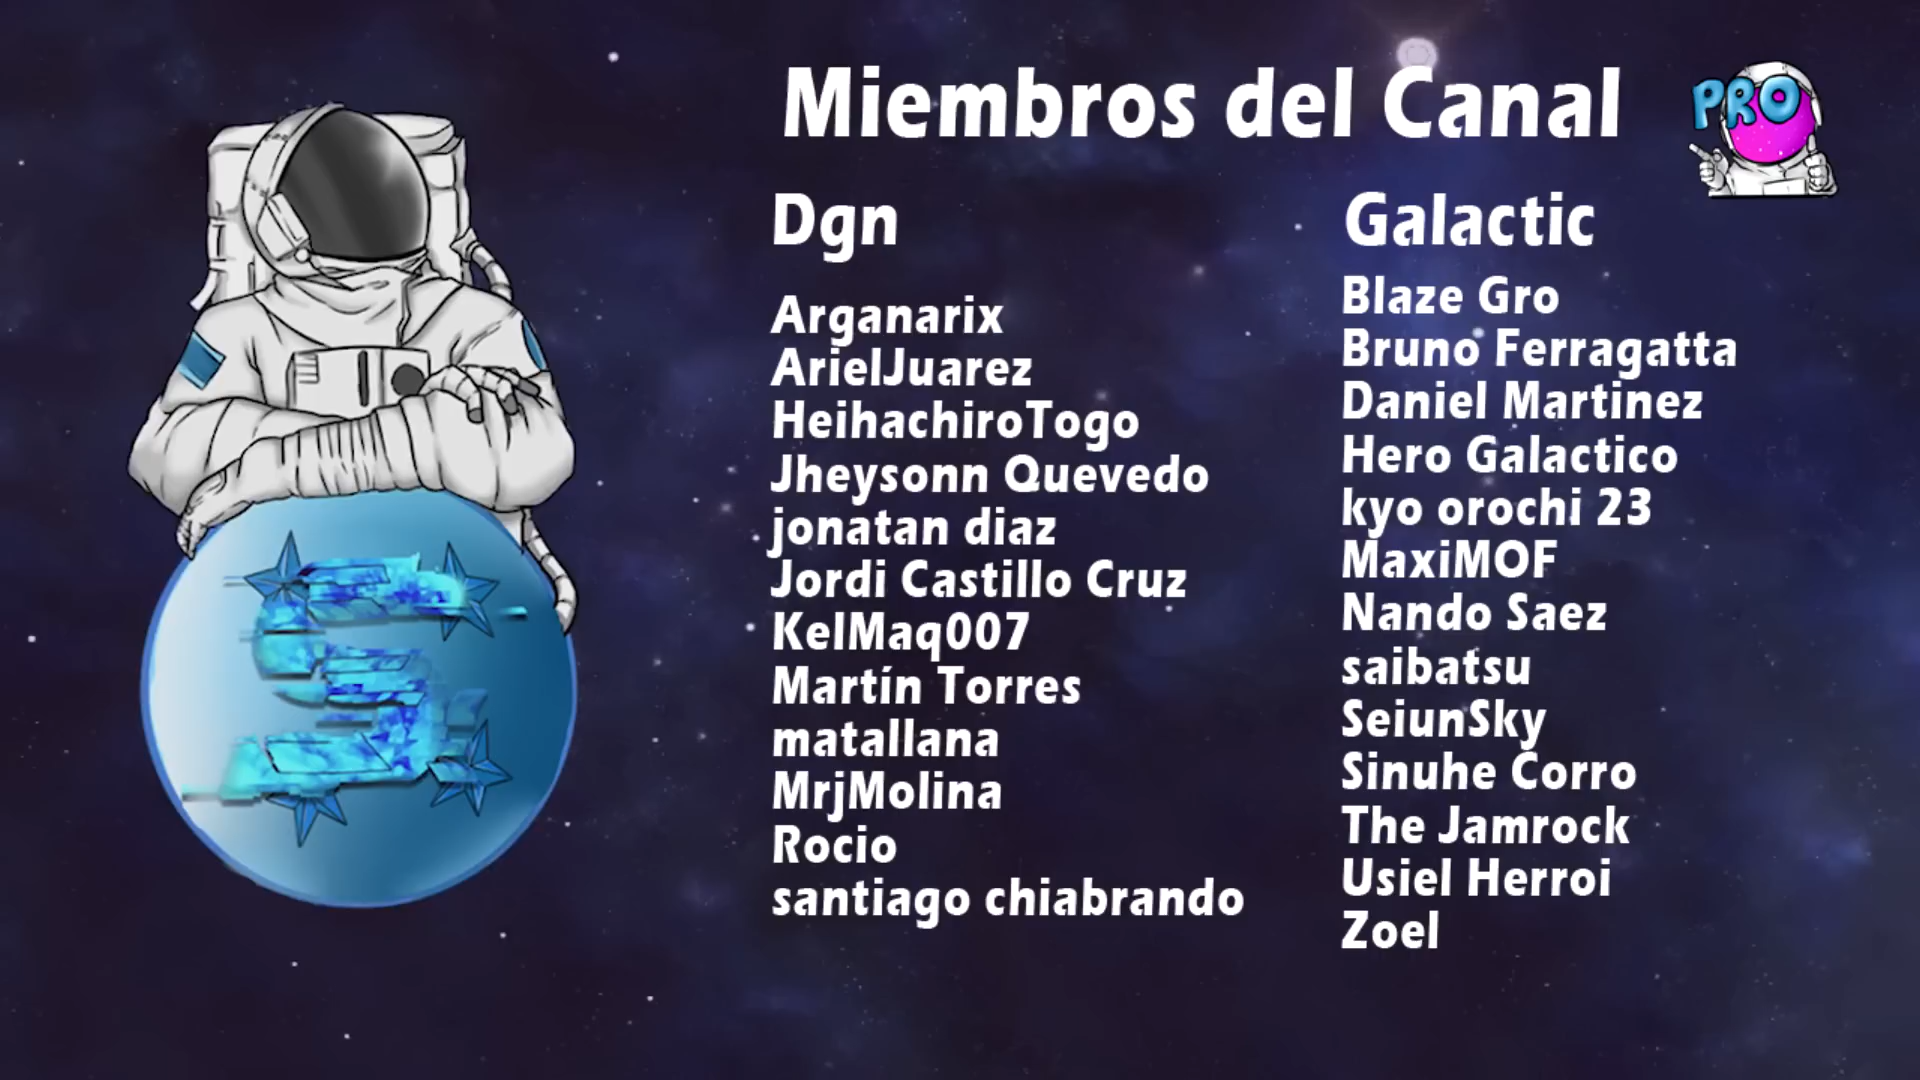 Miembros del Canal
PRO
Dgn
Arganarix
ArielJuarez
HeihachiroTogo
Jheysonn Quevedo
jonatan diaz
Jordi Castillo Cruz
KelMaq007
Martín Torres
matallana
MrjMolina
Rocio
santiago chiabrando
Galactic
Blaze Gro
Bruno Ferragatta
Daniel Martinez
Hero Galactico
kyo orochi 23
MaxiMOF
Nando Saez
saibatsu
SeiunSky
Sinuhe Corro
The Jamrock
Usiel Herroi
Zoel
S